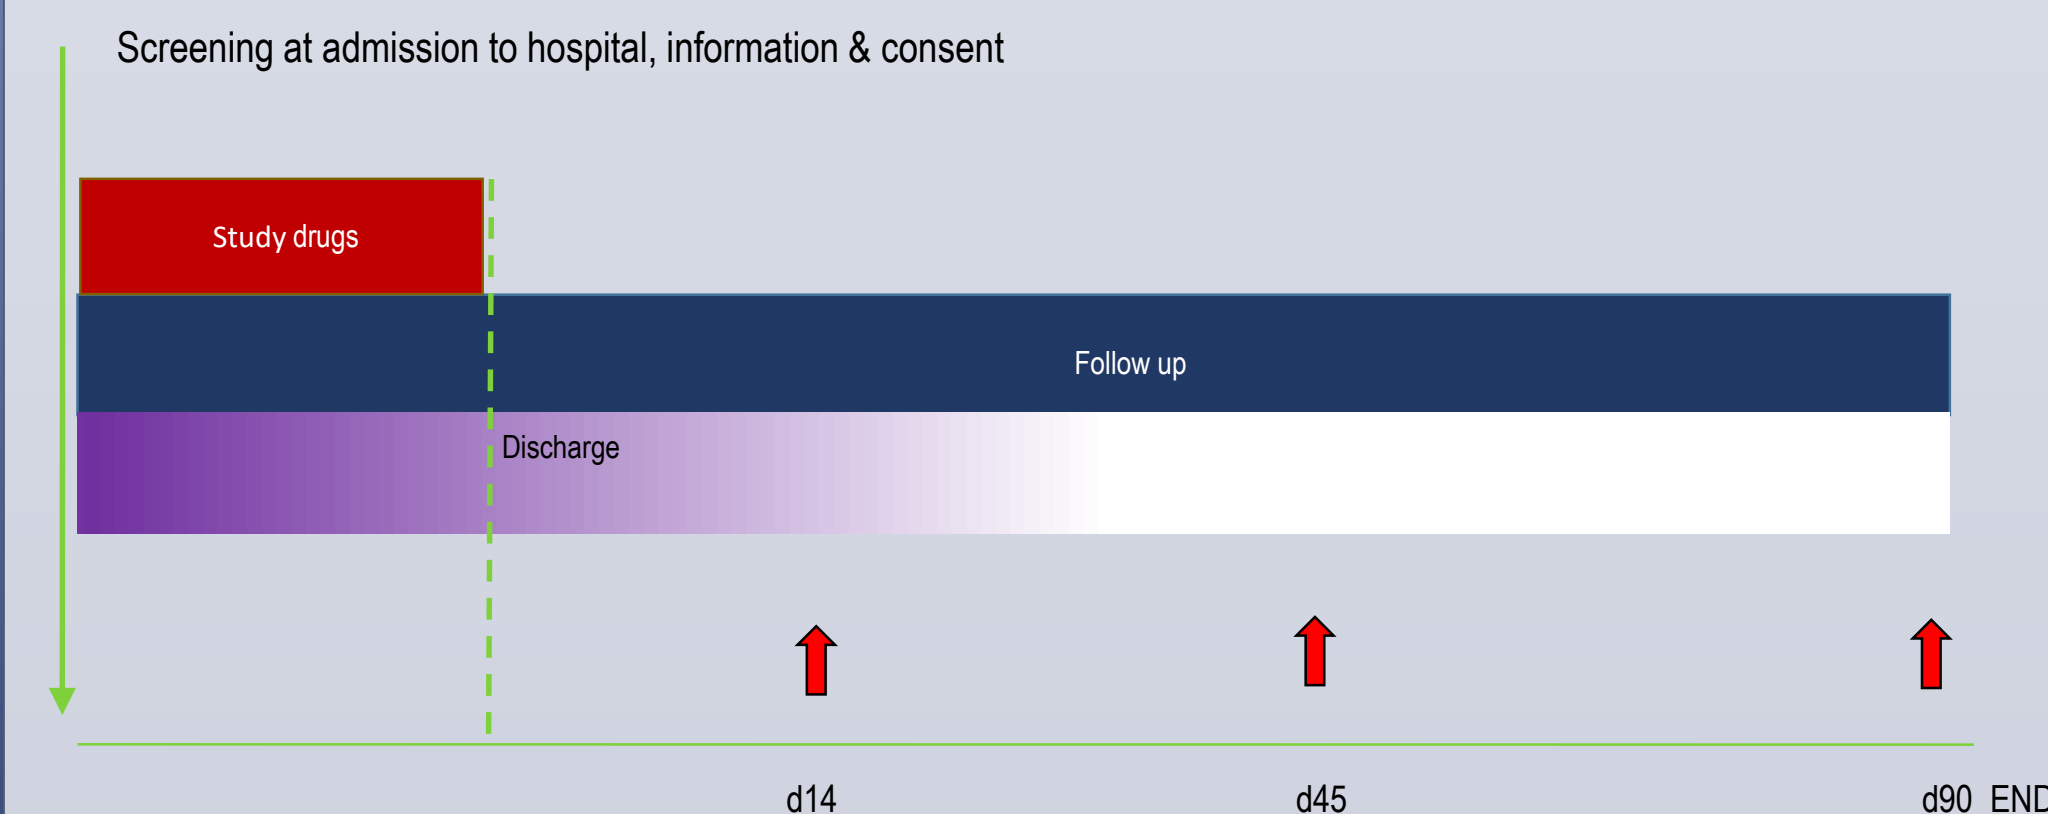 Screening at admission to hospital, information & consent
Study drugs
Follow up
Discharge
d14 d45 d90 END